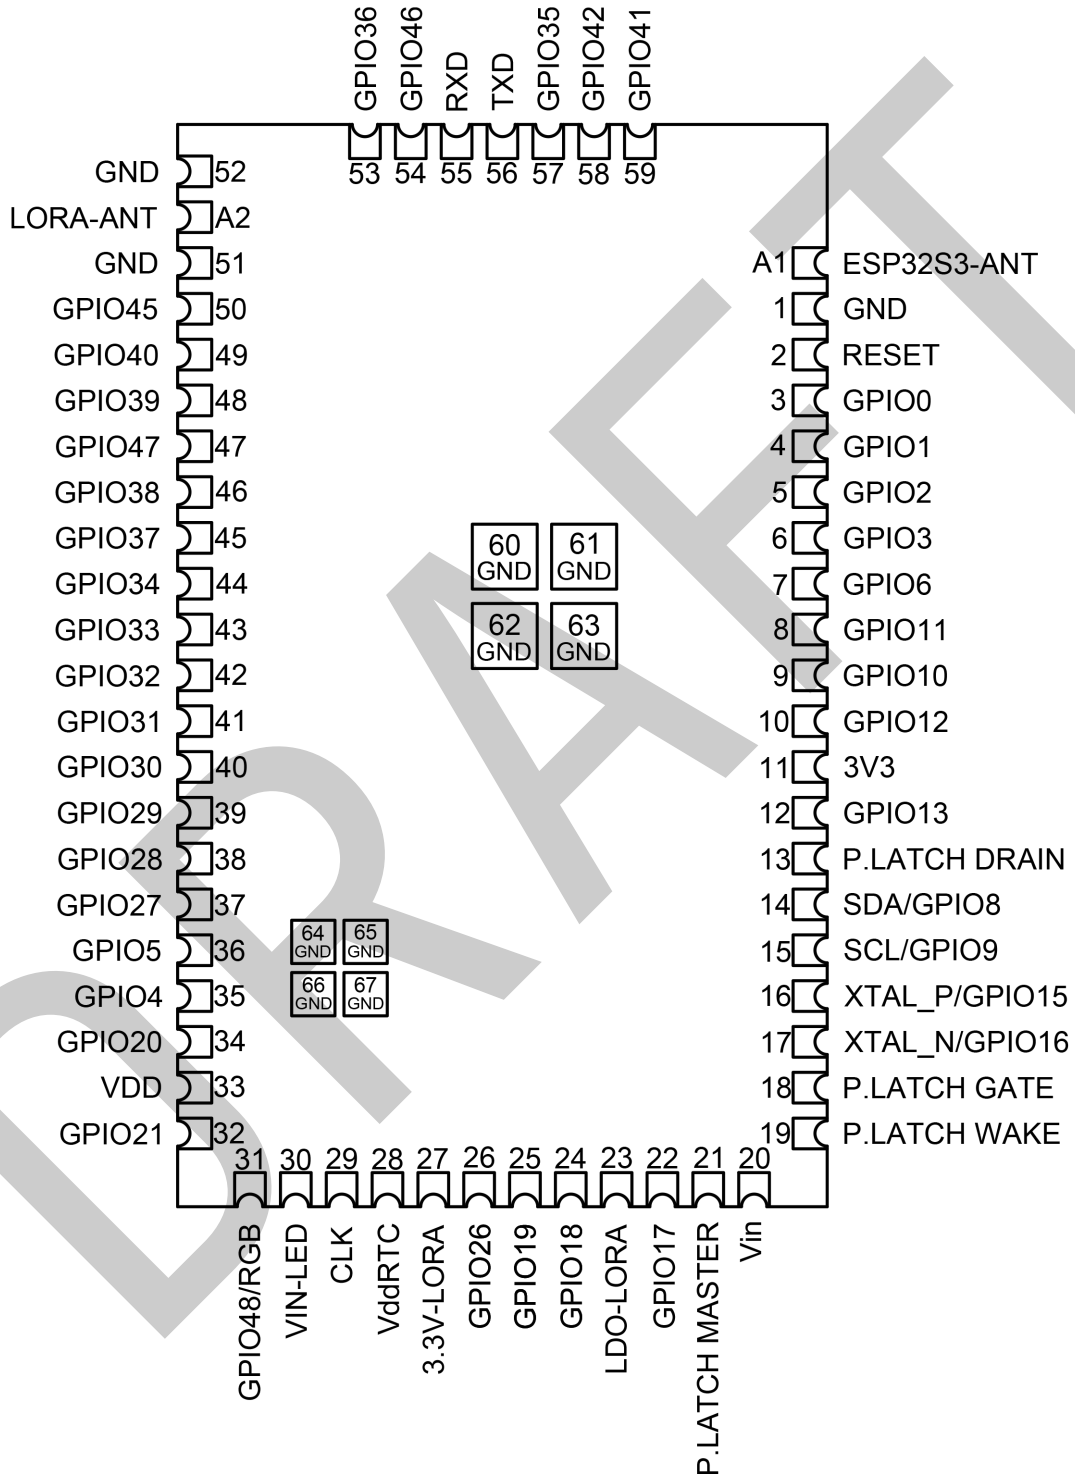 GPIO36
GPIO46
RXD
TXD
GPIO35
GPIO42
GPIO41
53 54 55 56 57 58 59
GND 52
LORA-ANT A2
GND 51
GPIO45 50
GPIO40 49
GPIO39 48
GPIO47 47
GPIO38 46
GPIO37 45
GPIO34 44
GPIO33 43
GPIO32 42
GPIO31 41
GPIO30 40
GPIO29 39
GPIO28 38
GPIO27 37
GPIO5 36
GPIO4 35
GPIO20 34
VDD 33
GPIO21 32
60 GND
61 GND
62 GND
63 GND
64 GND
65 GND
66 GND
67 GND
A1 ESP32S3-ANT
1 GND
2 RESET
3 GPIO0
4 GPIO1
5 GPIO2
6 GPIO3
7 GPIO6
8 GPIO11
9 GPIO10
10 GPIO12
11 3V3
12 GPIO13
13 P.LATCH DRAIN
14 SDA/GPIO8
15 SCL/GPIO9
16 XTAL_P/GPIO15
17 XTAL_N/GPIO16
18 P.LATCH GATE
19 P.LATCH WAKE
31 30 29 28 27 26 25 24 23 22 21 20
GPIO48/RGB
VIN-LED
CLK
VddRTC
3.3V-LORA
GPIO26
GPIO19
GPIO18
LDO-LORA
GPIO17
P.LATCH MASTER
Vin
DRAFT